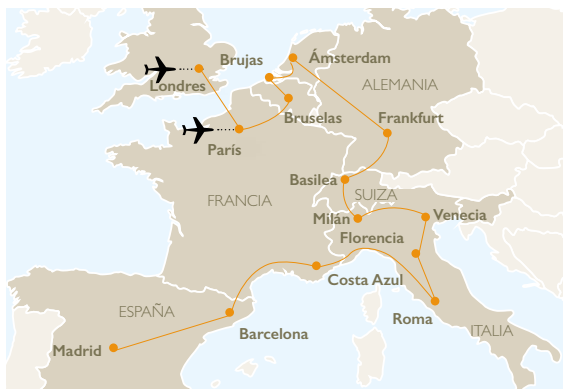 Brujas
Ámsterdam
Londres
ALEMANIA
Bruselas
Frankfurt
París
Basilea
SUIZA
FRANCIA
Milán
Venecia
Florencia
Costa Azul
ESPAÑA
Roma
Barcelona
ITALIA
Madrid